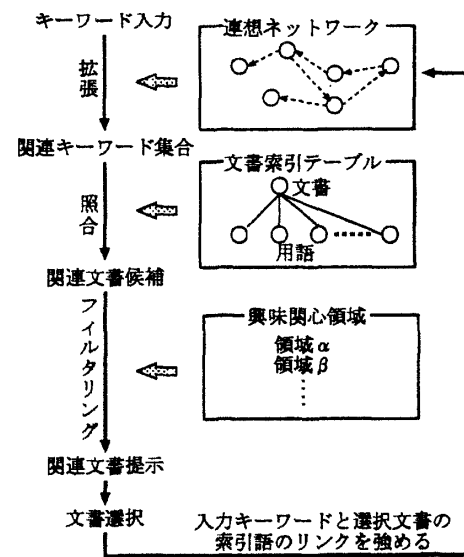 キーワード入力
連想ネットワーク
拡張
関連キーワード集合
文書索引テーブル
文書
照合
用語
関連文書候補
興味関心領域
領域α
領域β
フィルタリング
関連文書提示
文書選択
入力キーワードと選択文書の
索引語のリンクを強める